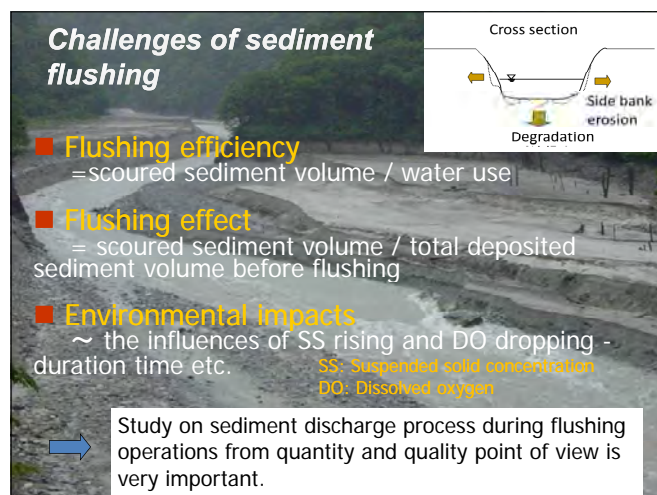 Challenges of sediment
flushing
Cross section
Side bank
erosion
Degradation
■ Flushing efficiency
=scoured sediment volume / water use
■ Flushing effect
= scoured sediment volume / total deposited
sediment volume before flushing
■ Environmental impacts
～ the influences of SS rising and DO dropping -
duration time etc.
SS: Suspended solid concentration
DO: Dissolved oxygen
Study on sediment discharge process during flushing
operations from quantity and quality point of view is
very important.